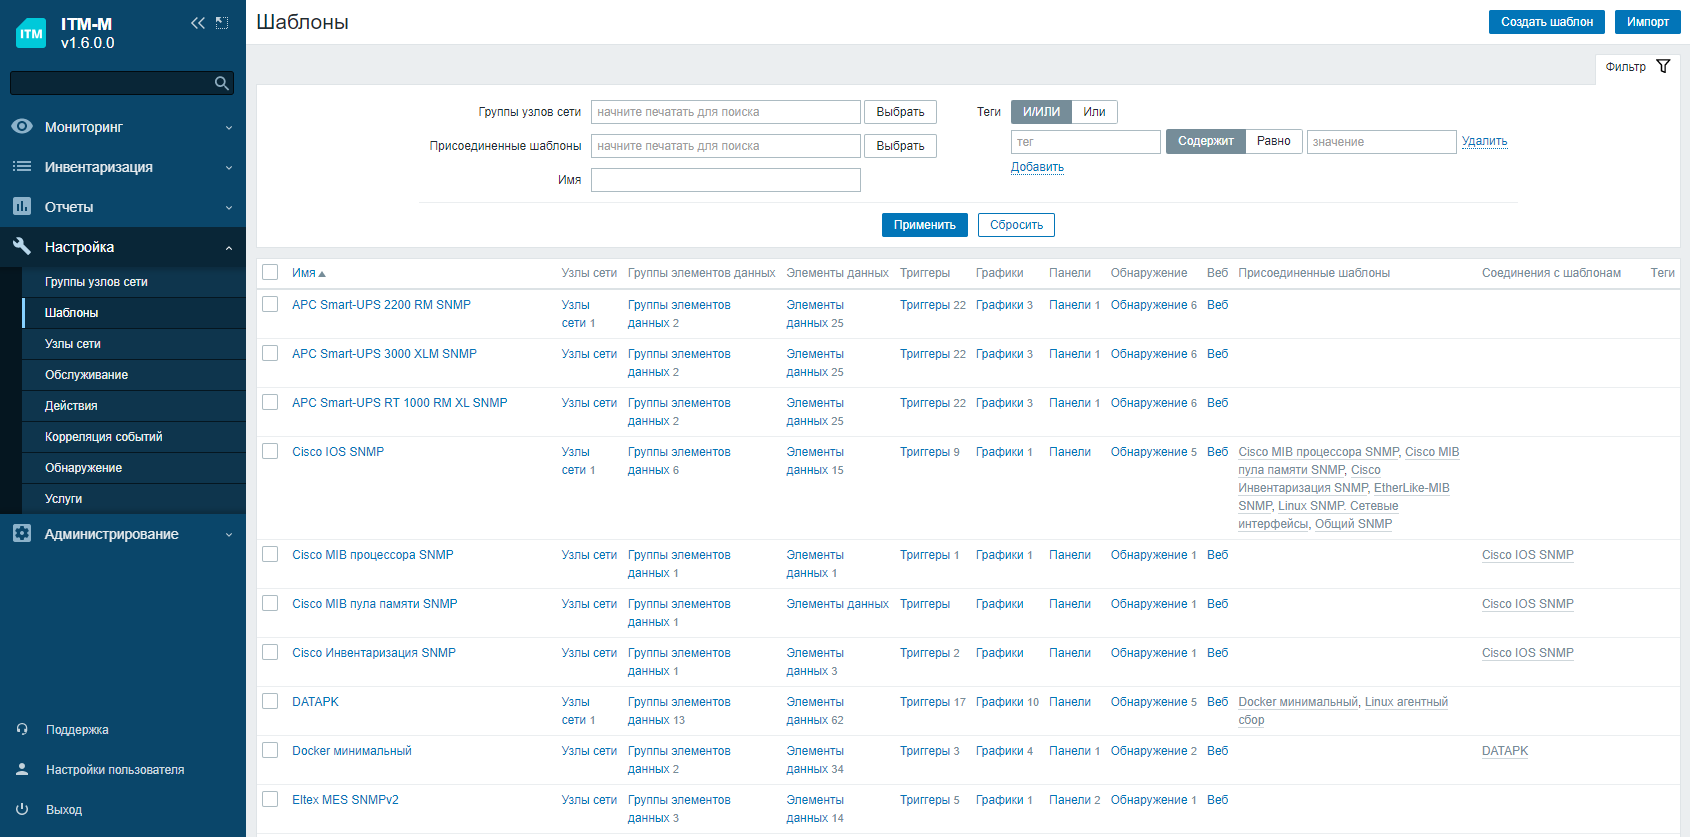 ITM
ITM-M
v1.6.0.0
Мониторинг
Инвентаризация
Отчеты
Настройка
Группы узлов сети
Шаблоны
Узлы сети
Обслуживание
Действия
Корреляция событий
Обнаружение
Услуги
Администрирование
Поддержка
Настройки пользователя
Выход
Шаблоны
Создать шаблон
Импорт
Фильтр
Группы узлов сети
начните печатать для поиска
Выбрать
Присоединенные шаблоны
начните печатать для поиска
Выбрать
Имя
Теги
И/ИЛИ
Или
тег
Содержит
Равно
значение
Удалить
Добавить
Применить
Сбросить
Имя Узлы сети Группы элементов данных Элементы данных Триггеры Графики Панели Обнаружение Веб Присоединенные шаблоны Соединения с шаблонам Теги
APC Smart-UPS 2200 RM SNMP Узлы Группы элементов Элементы Триггеры 22 Графики 3 Панели 1 Обнаружение 6 Веб
сети 1 данных 2 данных 25
APC Smart-UPS 3000 XLM SNMP Узлы сети Группы элементов Элементы Триггеры 22 Графики 3 Панели 1 Обнаружение 6 Веб
данных 2 данных 25
APC Smart-UPS RT 1000 RM XL SNMP Узлы сети Группы элементов Элементы Триггеры 22 Графики 3 Панели 1 Обнаружение 6 Веб
данных 2 данных 25
Cisco IOS SNMP Узлы Группы элементов Элементы Триггеры 9 Графики 1 Панели Обнаружение 5 Веб Cisco MIB процессора SNMP, Cisco MIB
сети 1 данных 6 данных 15 пула памяти SNMP, Cisco
Инвентаризация SNMP, EtherLike-MIB
SNMP, Linux SNMP. Сетевые
интерфейсы, Общий SNMP
Cisco MIB процессора SNMP Узлы сети Группы элементов Элементы Триггеры 1 Графики 1 Панели Обнаружение 1 Веб Cisco IOS SNMP
данных 1 данных 1
Cisco MIB пула памяти SNMP Узлы сети Группы элементов Элементы данных Триггеры Графики Панели Обнаружение 1 Веб Cisco IOS SNMP
данных 1
Cisco Инвентаризация SNMP Узлы сети Группы элементов Элементы Триггеры 2 Графики Панели Обнаружение 1 Веб Cisco IOS SNMP
данных 1 данных 3
DATAPK Узлы Группы элементов Элементы Триггеры 17 Графики 10 Панели Обнаружение 5 Веб Docker минимальный, Linux агентный
сети 1 данных 13 данных 62 сбор
Docker минимальный Узлы сети Группы элементов Элементы Триггеры 3 Графики 4 Панели 1 Обнаружение 2 Веб DATAPK
данных 2 данных 34
Eltex MES SNMPv2 Узлы сети Группы элементов Элементы Триггеры 5 Графики 1 Панели 2 Обнаружение 1 Веб
данных 3 данных 14